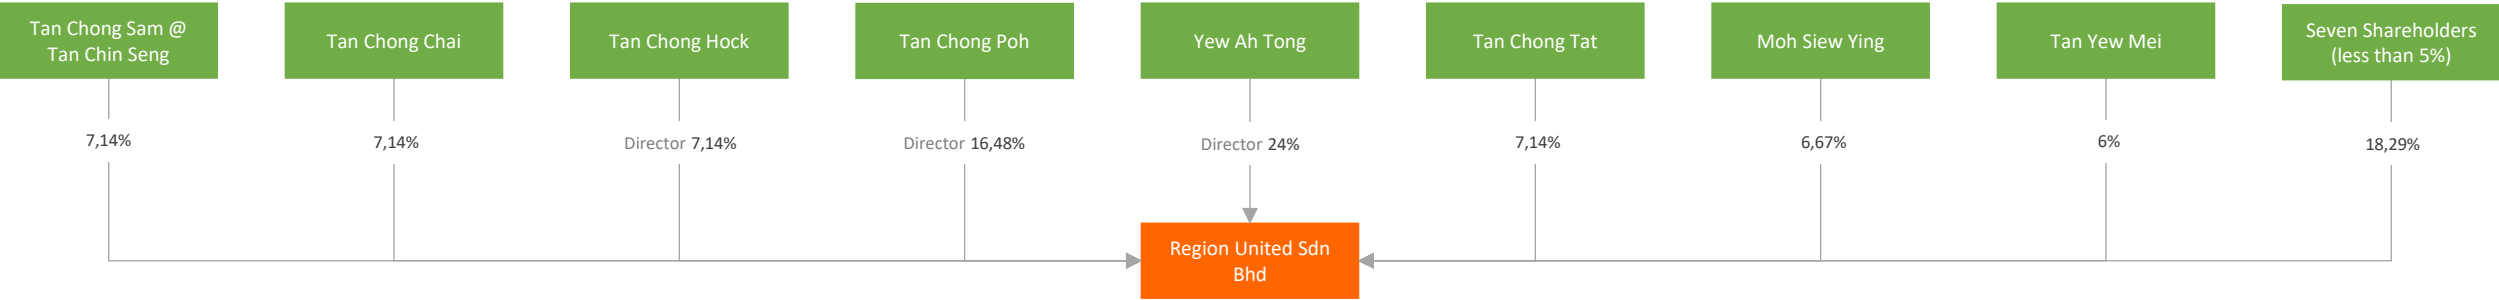 Tan Chong Sam @
Tan Chin Seng
Tan Chong Chai
Tan Chong Hock
Tan Chong Poh
Yew Ah Tong
Tan Chong Tat
Moh Siew Ying
Tan Yew Mei
Seven Shareholders
(less than 5%)
7,14%
7,14%
Director 7,14%
Director 16,48%
Director 24%
7,14%
6,67%
6%
18,29%
Region United Sdn
Bhd